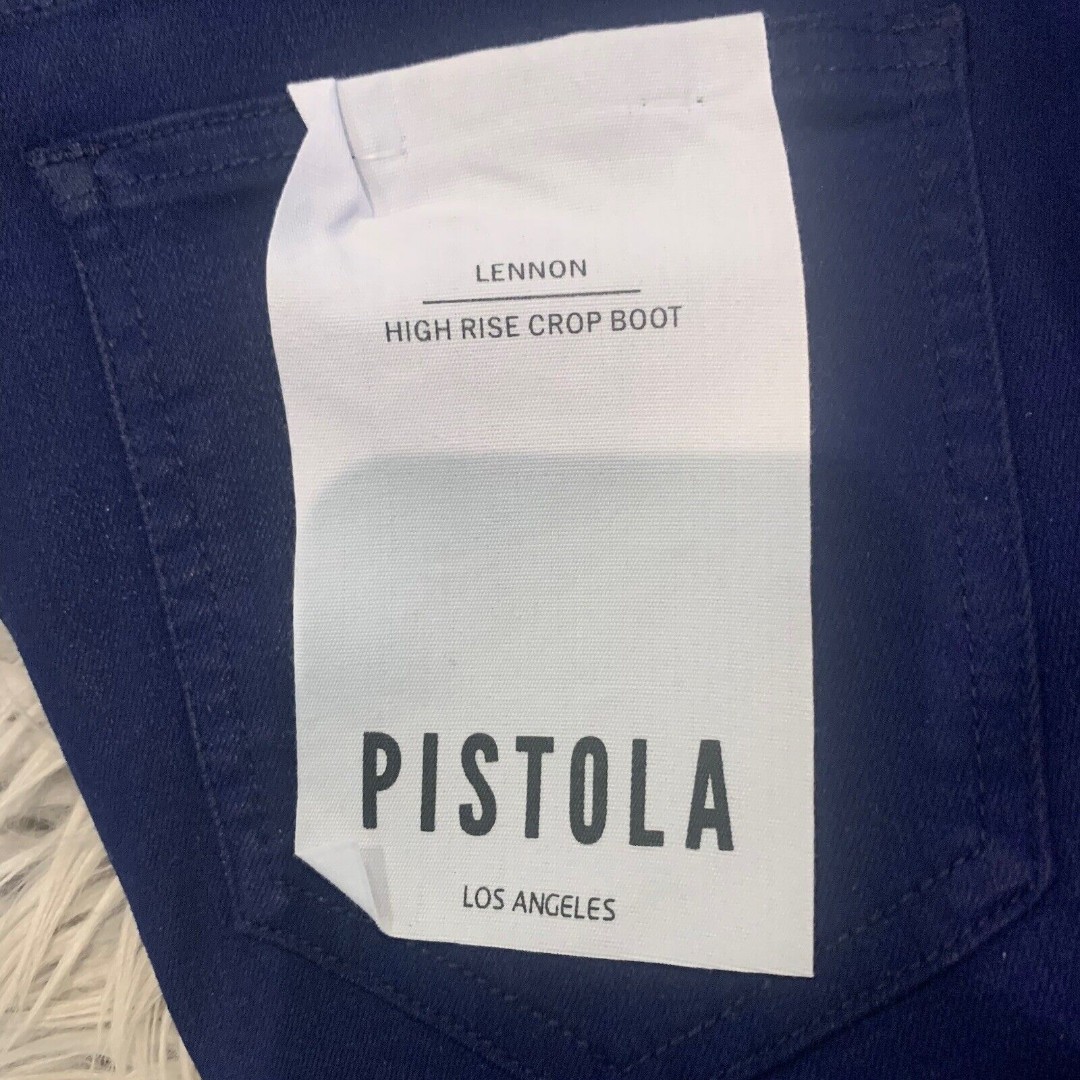 LENNON
HIGH RISE CROP BOOT
PISTOLA
LOS ANGELES